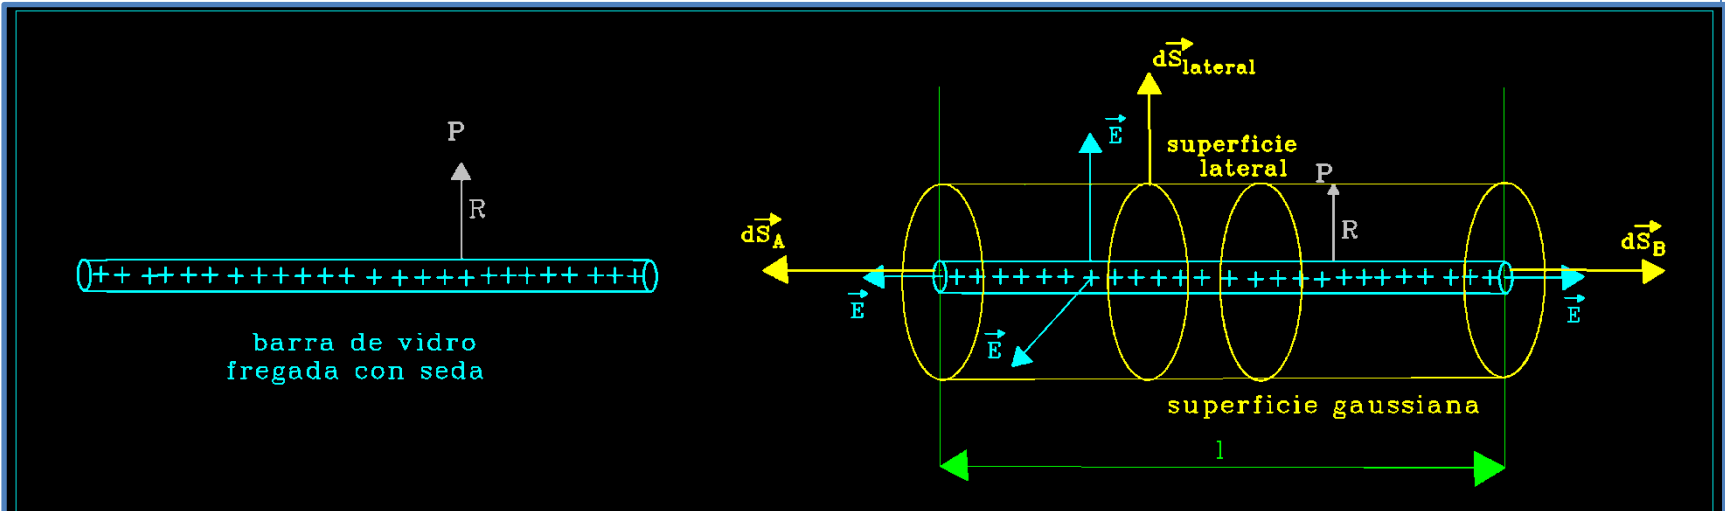 P
R
barra de vidro
fregada con seda
dS⃗lateral
E⃗
superficie
lateral
P
R
dS⃗A
dS⃗B
E⃗
E⃗
E⃗
superficie gaussiana
l